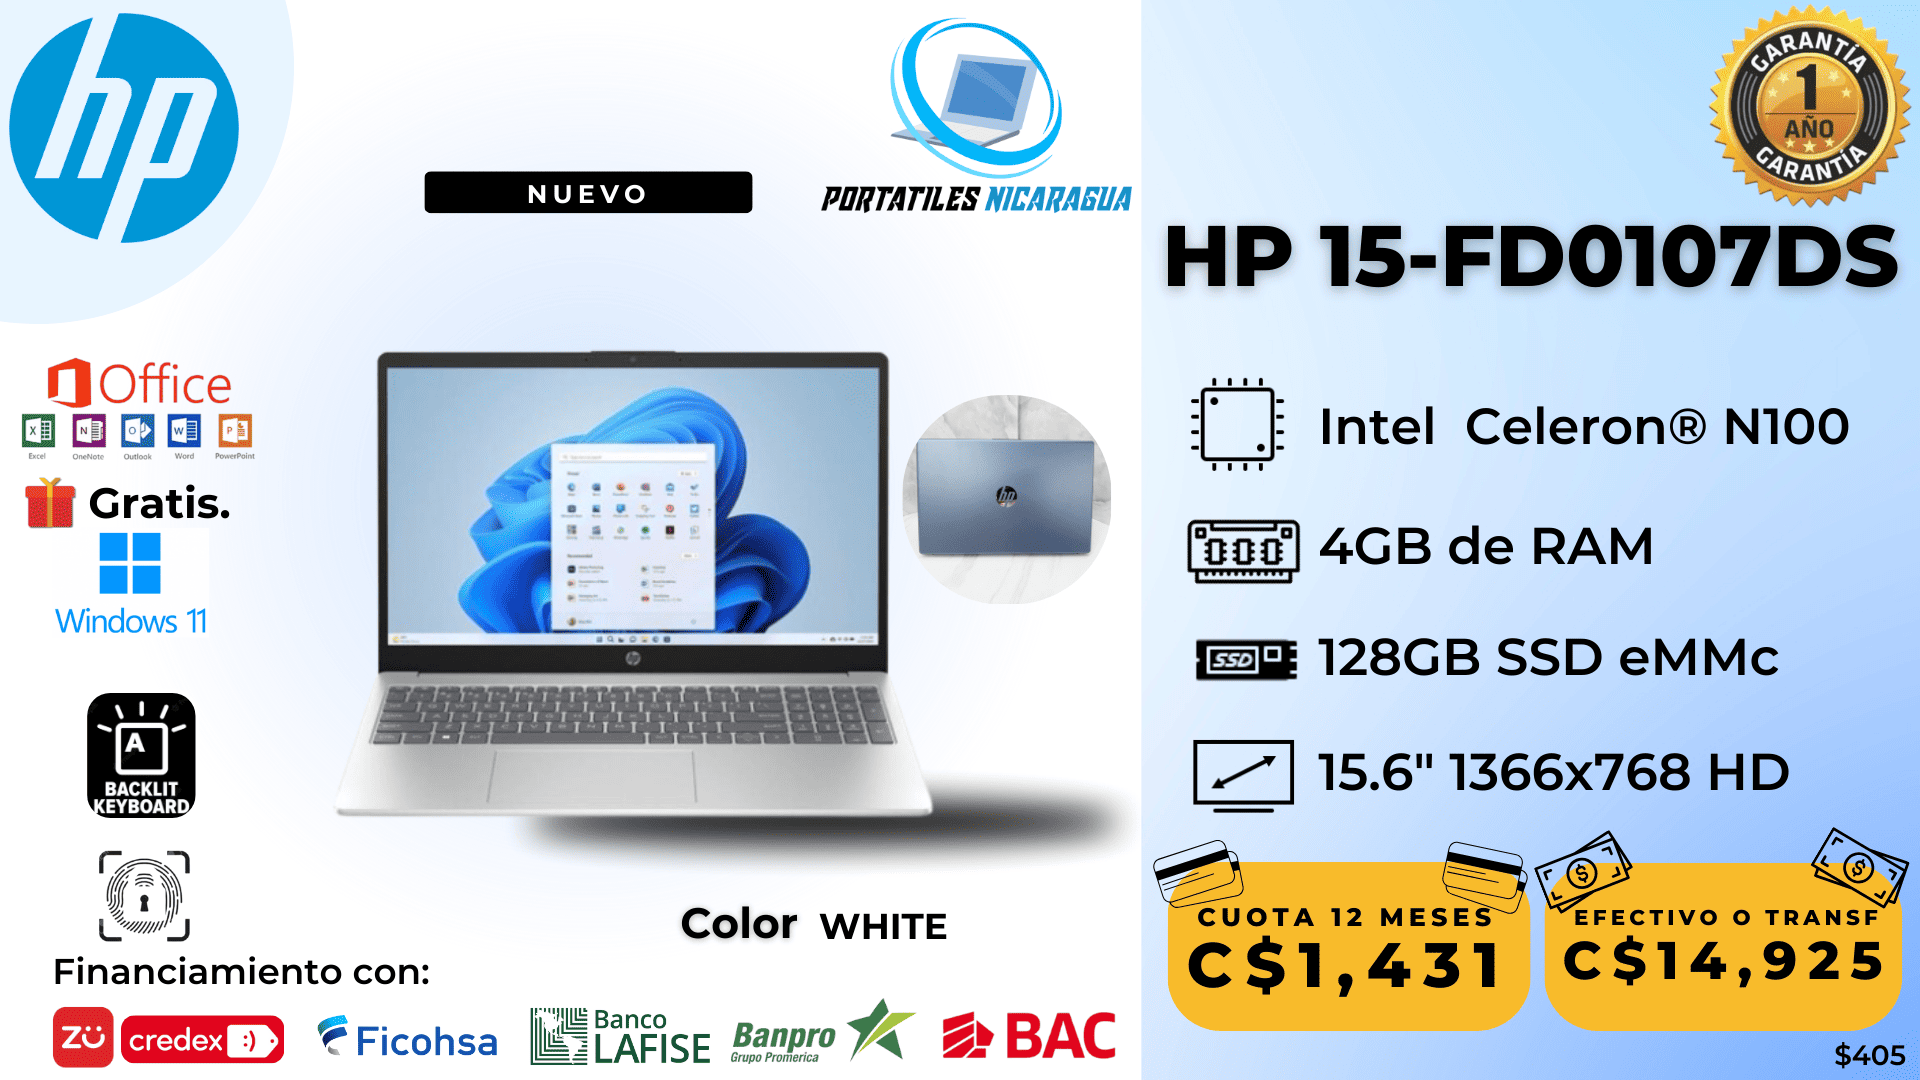 hp
NUEVO
PORTATILES NICARAGUA
GARANTÍA
1
AÑO
GARANTÍA
HP 15-FD0107DS
Office
Excel
OneNote
Outlook
Word
PowerPoint
Gratis.
Windows 11
A
BACKLIT
KEYBOARD
Intel Celeron® N100
4GB de RAM
SSD
128GB SSD eMMc
15.6" 1366x768 HD
Color WHITE
CUOTA 12 MESES
C$1,431
EFECTIVO O TRANSF
C$14,925
Financiamiento con:
zū
credex :)
Ficohsa
Banco
LAFISE
Banpro
Grupo Promerica
BAC
$405